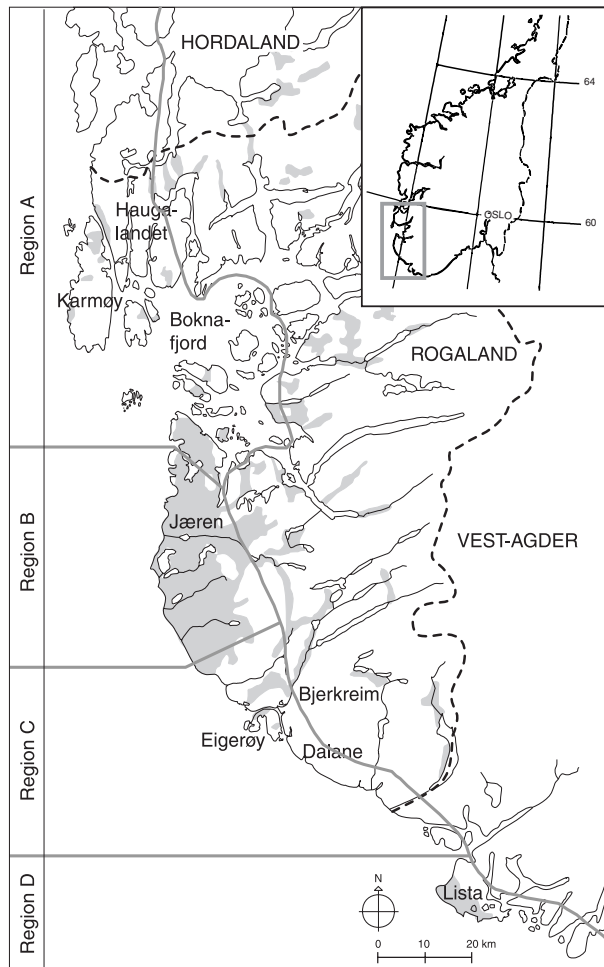 HORDALAND
64
OSLO
60
Region A
Hauga-
landet
Karmøy
Bokna-
fjord
ROGALAND
Region B
Jæren
VEST-AGDER
Region C
Bjerkreim
Eigerøy
Dalane
Region D
Lista
N
0 10 20 km